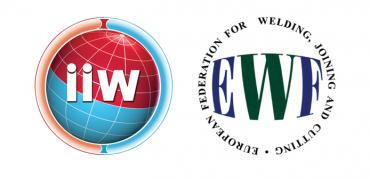 iiw
EWF
EUROPEAN FEDERATION FOR WELDING, JOINING AND CUTTING •